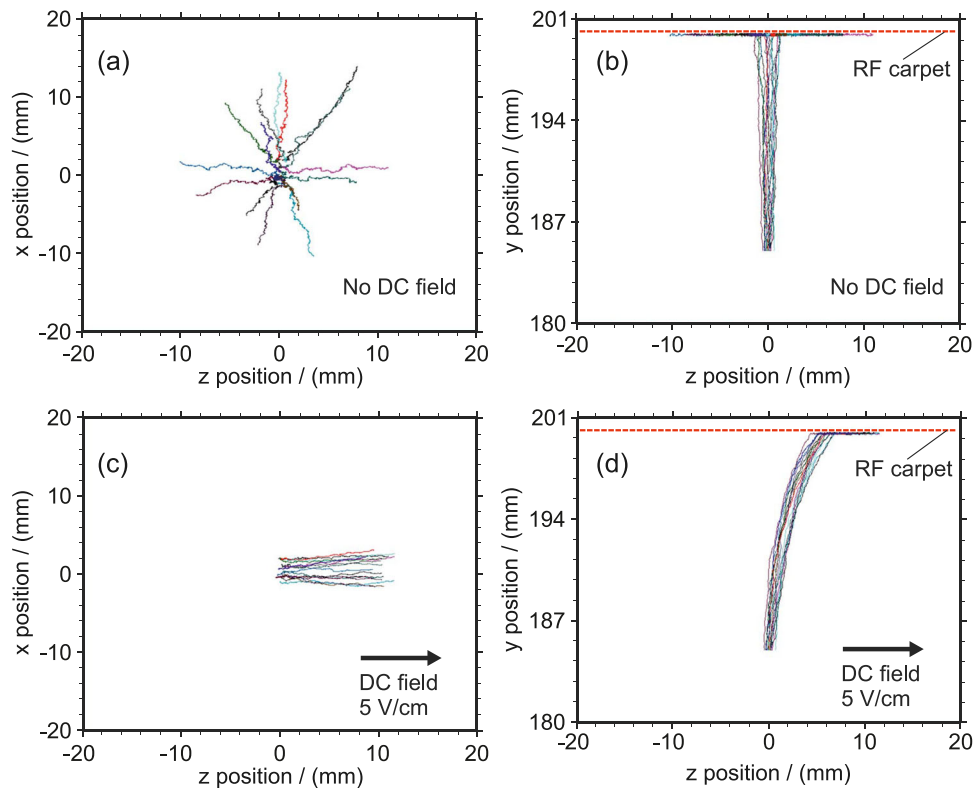 20
10
0
-10
-20
x position / (mm)
(a)
No DC field
-20
-10
0
10
20
z position / (mm)
201
194
187
180
y position / (mm)
(b)
RF carpet
No DC field
-20
-10
0
10
20
z position / (mm)
20
10
0
-10
-20
x position / (mm)
(c)
DC field
5 V/cm
-20
-10
0
10
20
z position / (mm)
201
194
187
180
y position / (mm)
(d)
RF carpet
DC field
5 V/cm
-20
-10
0
10
20
z position / (mm)